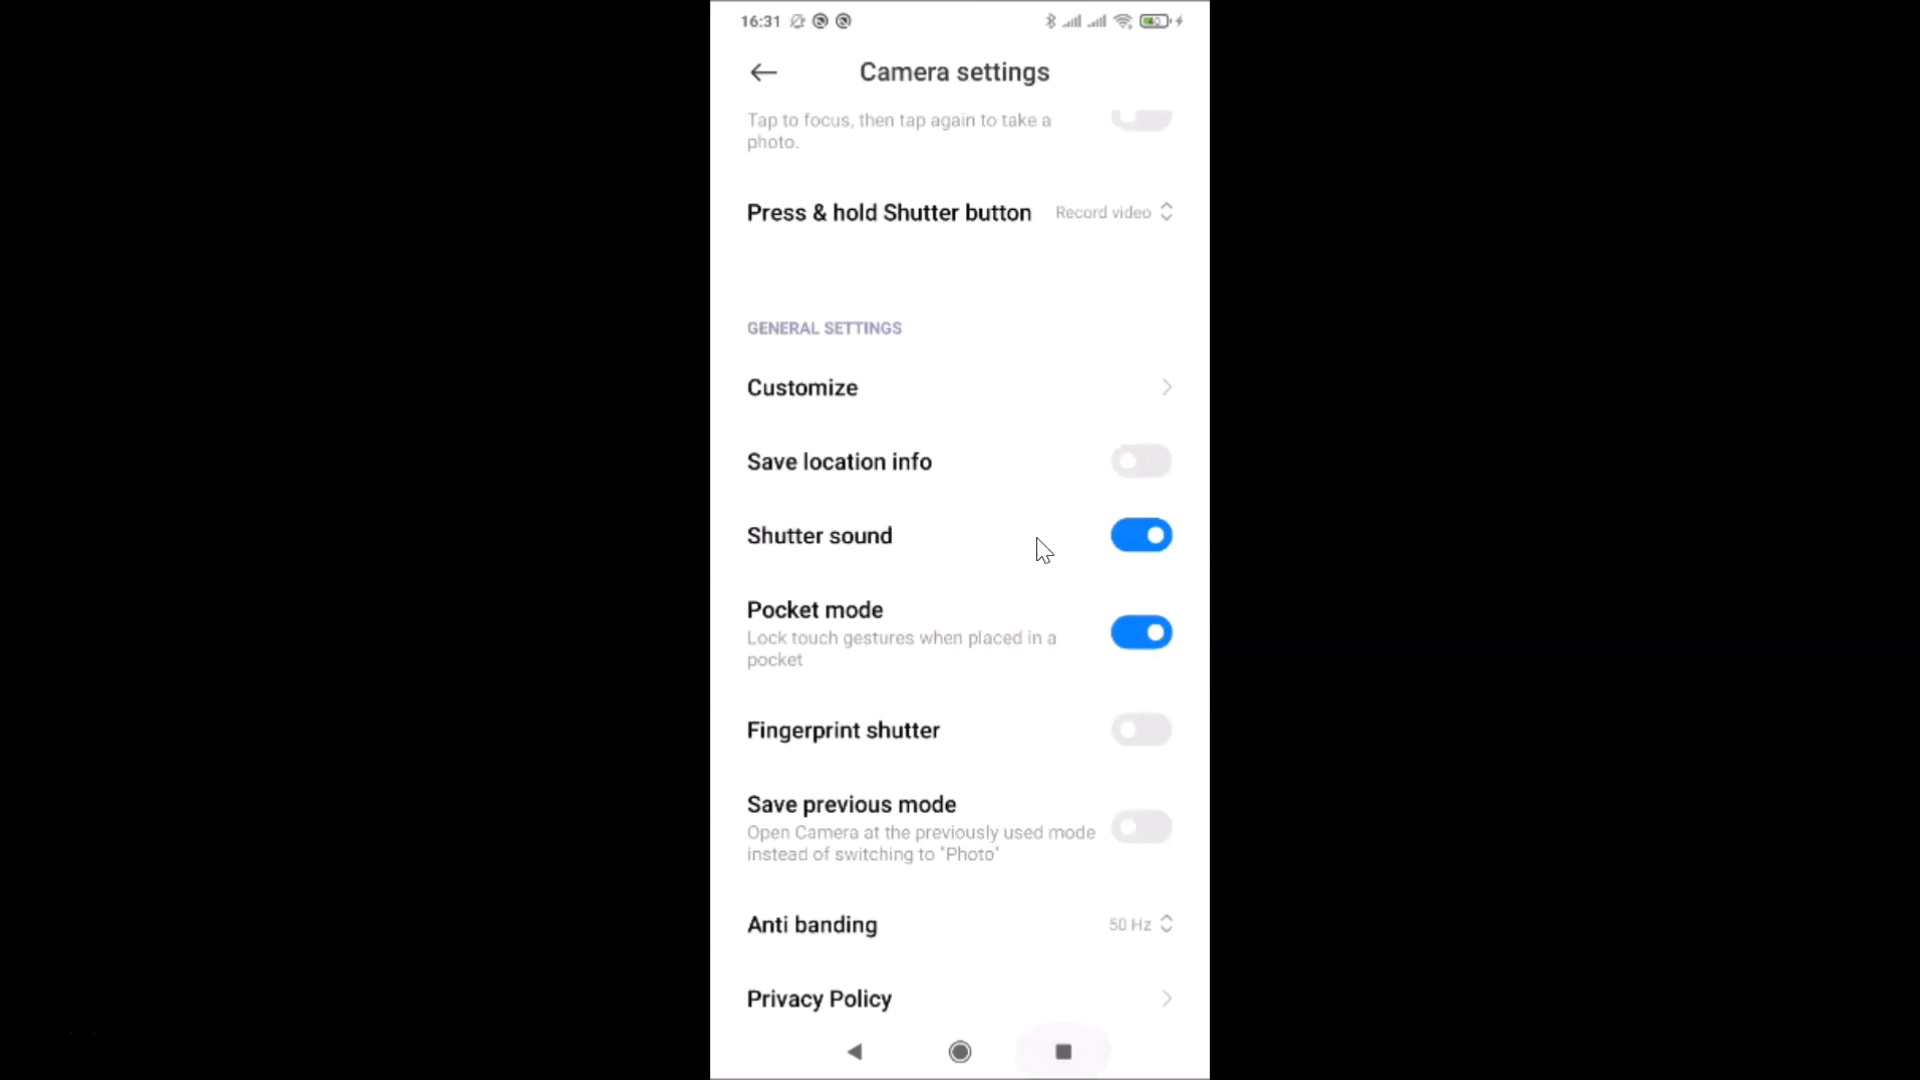 16:31
Camera settings
Tap to focus, then tap again to take a
photo.
Press & hold Shutter button Record video
GENERAL SETTINGS
Customize
Save location info
Shutter sound
Pocket mode
Lock touch gestures when placed in a
pocket
Fingerprint shutter
Save previous mode
Open Camera at the previously used mode
instead of switching to "Photo"
Anti banding 50 Hz
Privacy Policy